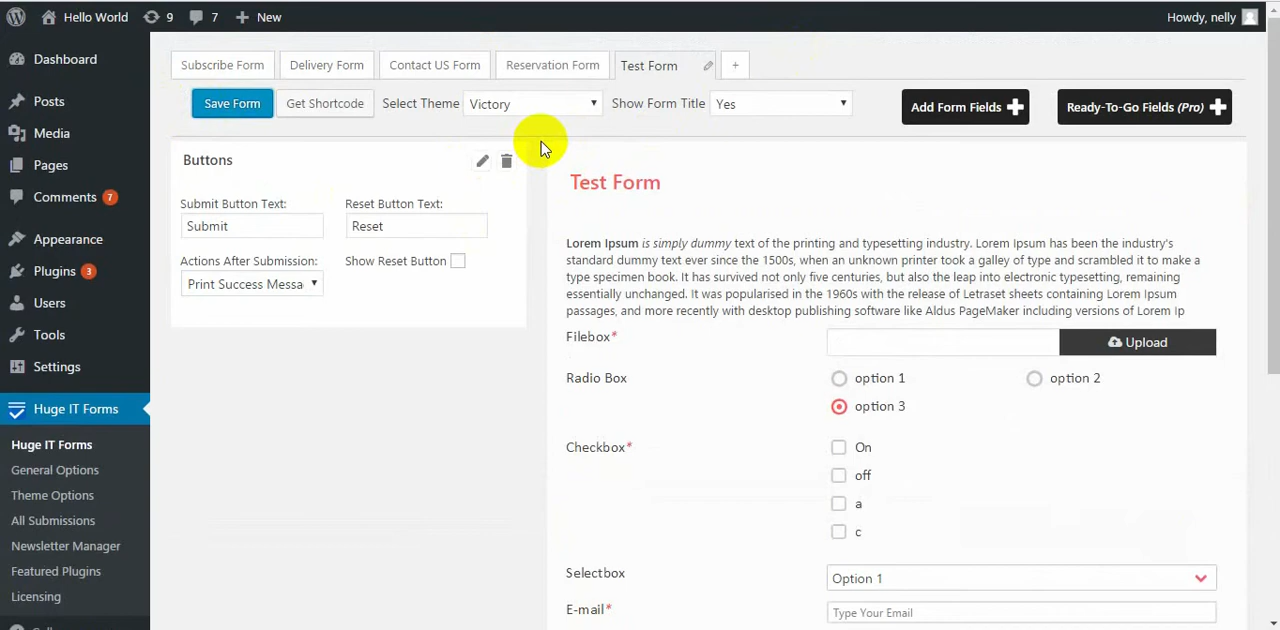 Hello World
9
7
New
Howdy, nelly
Dashboard
Posts
Media
Pages
Comments 7
Appearance
Plugins 3
Users
Tools
Settings
Huge IT Forms
Huge IT Forms
General Options
Theme Options
All Submissions
Newsletter Manager
Featured Plugins
Licensing
Subscribe Form
Delivery Form
Contact US Form
Reservation Form
Test Form
+
Save Form
Get Shortcode
Select Theme
Victory
Show Form Title
Yes
Add Form Fields
Ready-To-Go Fields (Pro)
Buttons
Submit Button Text:
Reset Button Text:
Submit
Reset
Actions After Submission:
Show Reset Button
Print Success Messa
Test Form
Lorem Ipsum is simply dummy text of the printing and typesetting industry. Lorem Ipsum has been the industry's
standard dummy text ever since the 1500s, when an unknown printer took a galley of type and scrambled it to make a
type specimen book. It has survived not only five centuries, but also the leap into electronic typesetting, remaining
essentially unchanged. It was popularised in the 1960s with the release of Letraset sheets containing Lorem Ipsum
passages, and more recently with desktop publishing software like Aldus PageMaker including versions of Lorem Ip
Filebox*
Upload
Radio Box
option 1
option 2
option 3
Checkbox*
On
off
a
c
Selectbox
Option 1
E-mail*
Type Your Email